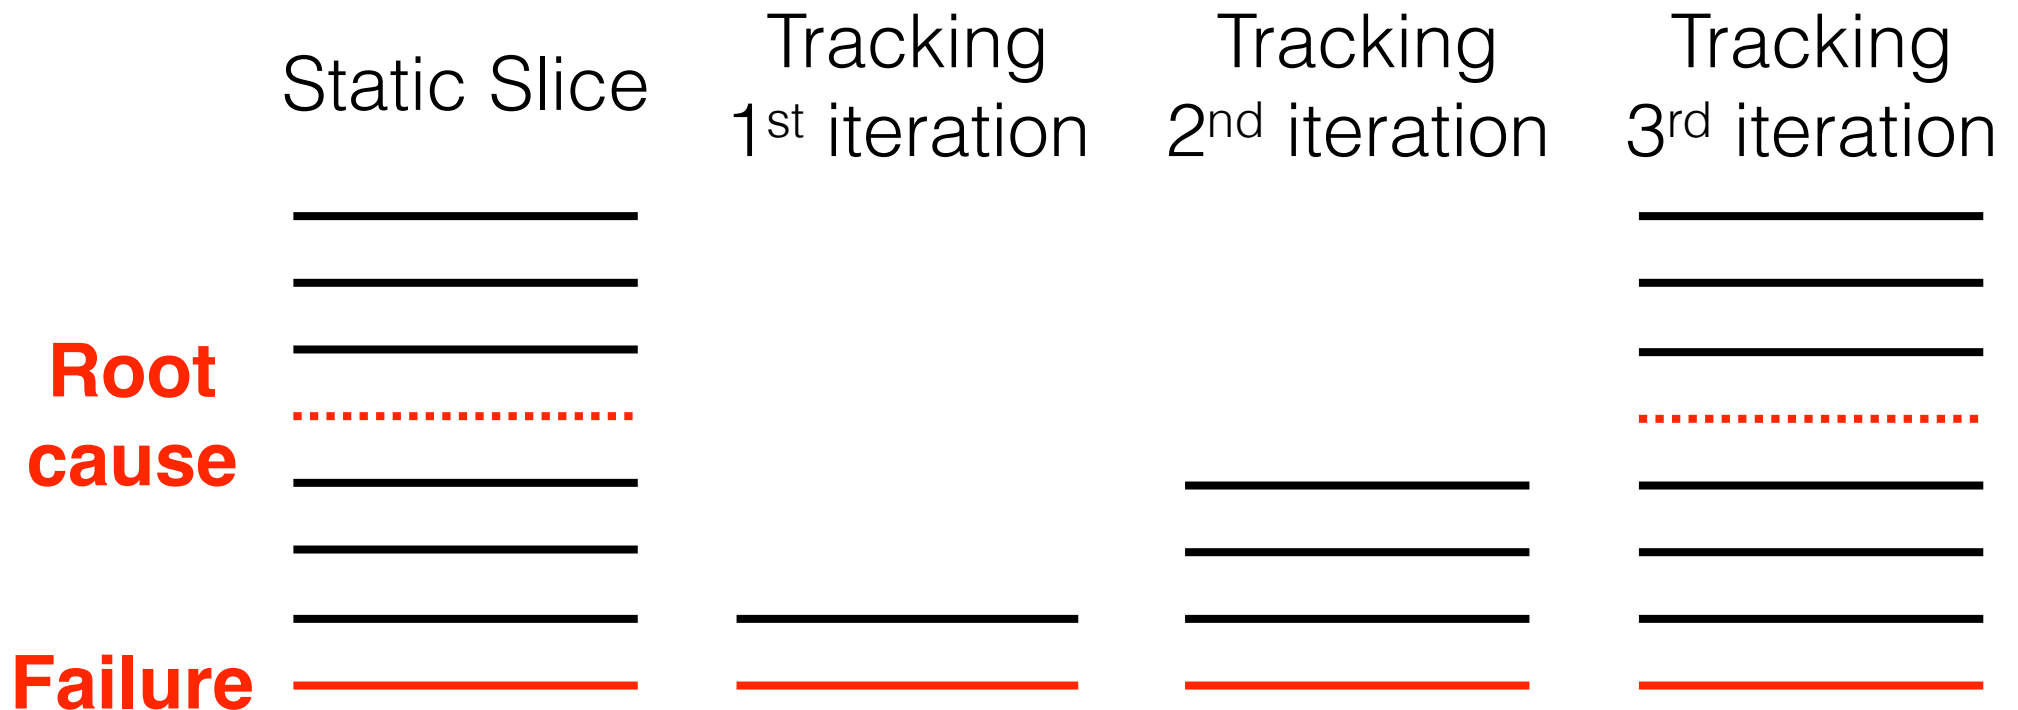 Static Slice
Tracking
1st iteration
Tracking
2nd iteration
Tracking
3rd iteration
Root
cause
Failure